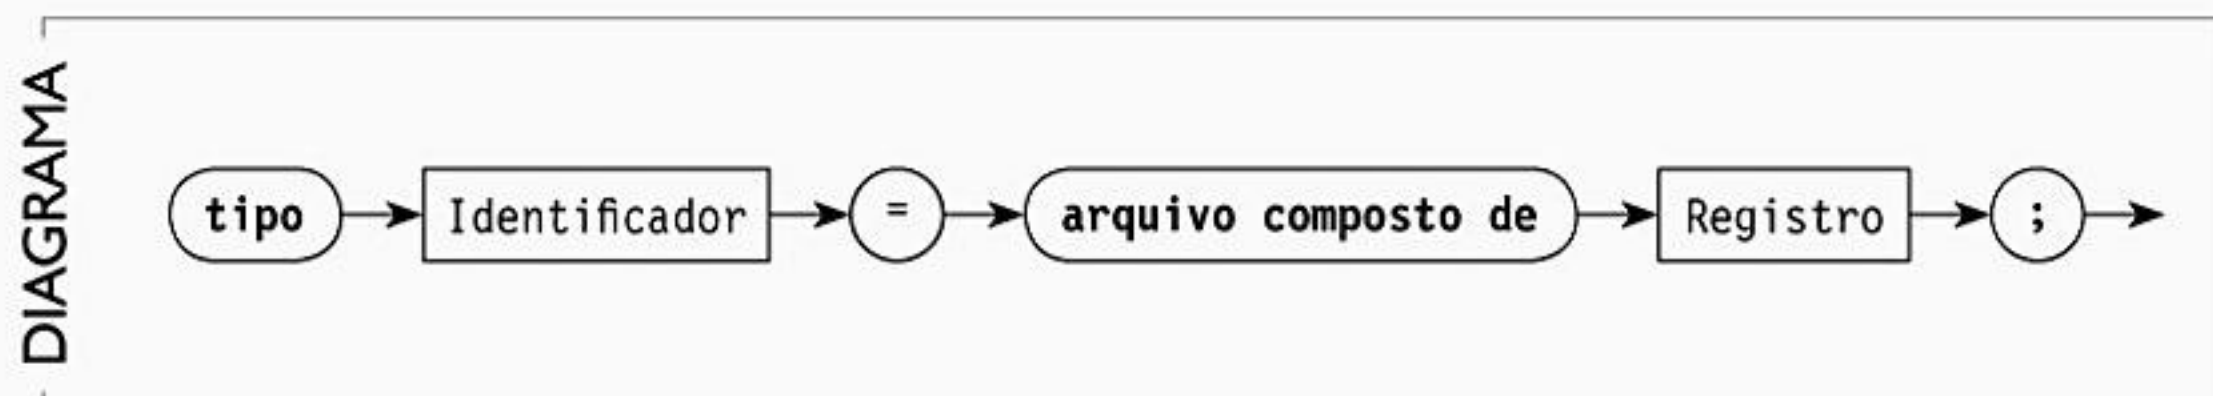 DIAGRAMA
tipo Identificador = arquivo composto de Registro ;